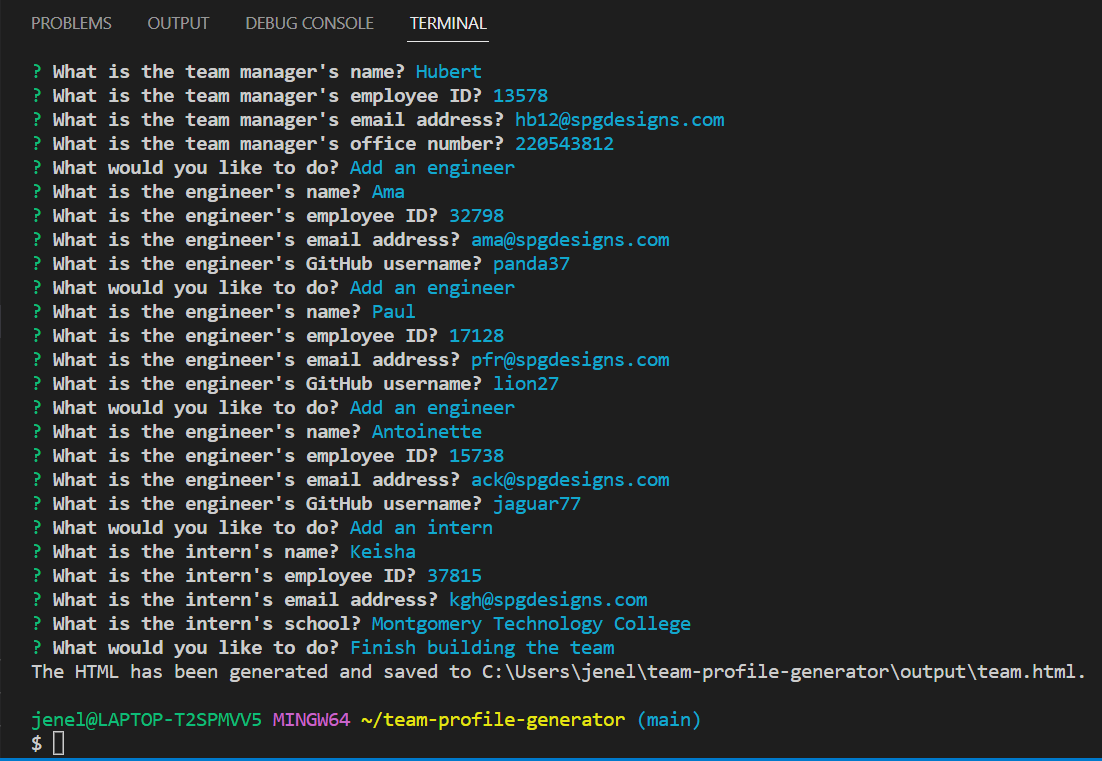 PROBLEMS OUTPUT DEBUG CONSOLE TERMINAL
? What is the team manager's name? Hubert
? What is the team manager's employee ID? 13578
? What is the team manager's email address? hb12@spgdesigns.com
? What is the team manager's office number? 220543812
? What would you like to do? Add an engineer
? What is the engineer's name? Ama
? What is the engineer's employee ID? 32798
? What is the engineer's email address? ama@spgdesigns.com
? What is the engineer's GitHub username? panda37
? What would you like to do? Add an engineer
? What is the engineer's name? Paul
? What is the engineer's employee ID? 17128
? What is the engineer's email address? pfr@spgdesigns.com
? What is the engineer's GitHub username? lion27
? What would you like to do? Add an engineer
? What is the engineer's name? Antoinette
? What is the engineer's employee ID? 15738
? What is the engineer's email address? ack@spgdesigns.com
? What is the engineer's GitHub username? jaguar77
? What would you like to do? Add an intern
? What is the intern's name? Keisha
? What is the intern's employee ID? 37815
? What is the intern's email address? kgh@spgdesigns.com
? What is the intern's school? Montgomery Technology College
? What would you like to do? Finish building the team
The HTML has been generated and saved to C:\Users\jenel\team-profile-generator\output\team.html.
jenel@LAPTOP-T2SPMVV5 MINGW64 ~/team-profile-generator (main)
$